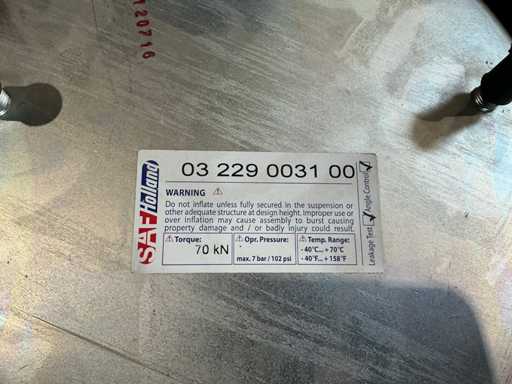 120716
SAF Holland
03 229 0031 00
WARNING ⚠
Do not inflate unless fully secured in the suspension or
other adequate structure at design height. Improper use or
over inflation may cause assembly to burst causing
property damage and / or badly injury could result.
⚠ Torque:
70 kN
⚠ Opr. Pressure:
-
max. 7 bar / 102 psi
⚠ Temp. Range:
- 40°C... + 70°C
- 40°F... + 158°F
Leakage Test ✓ Angle Control ✓